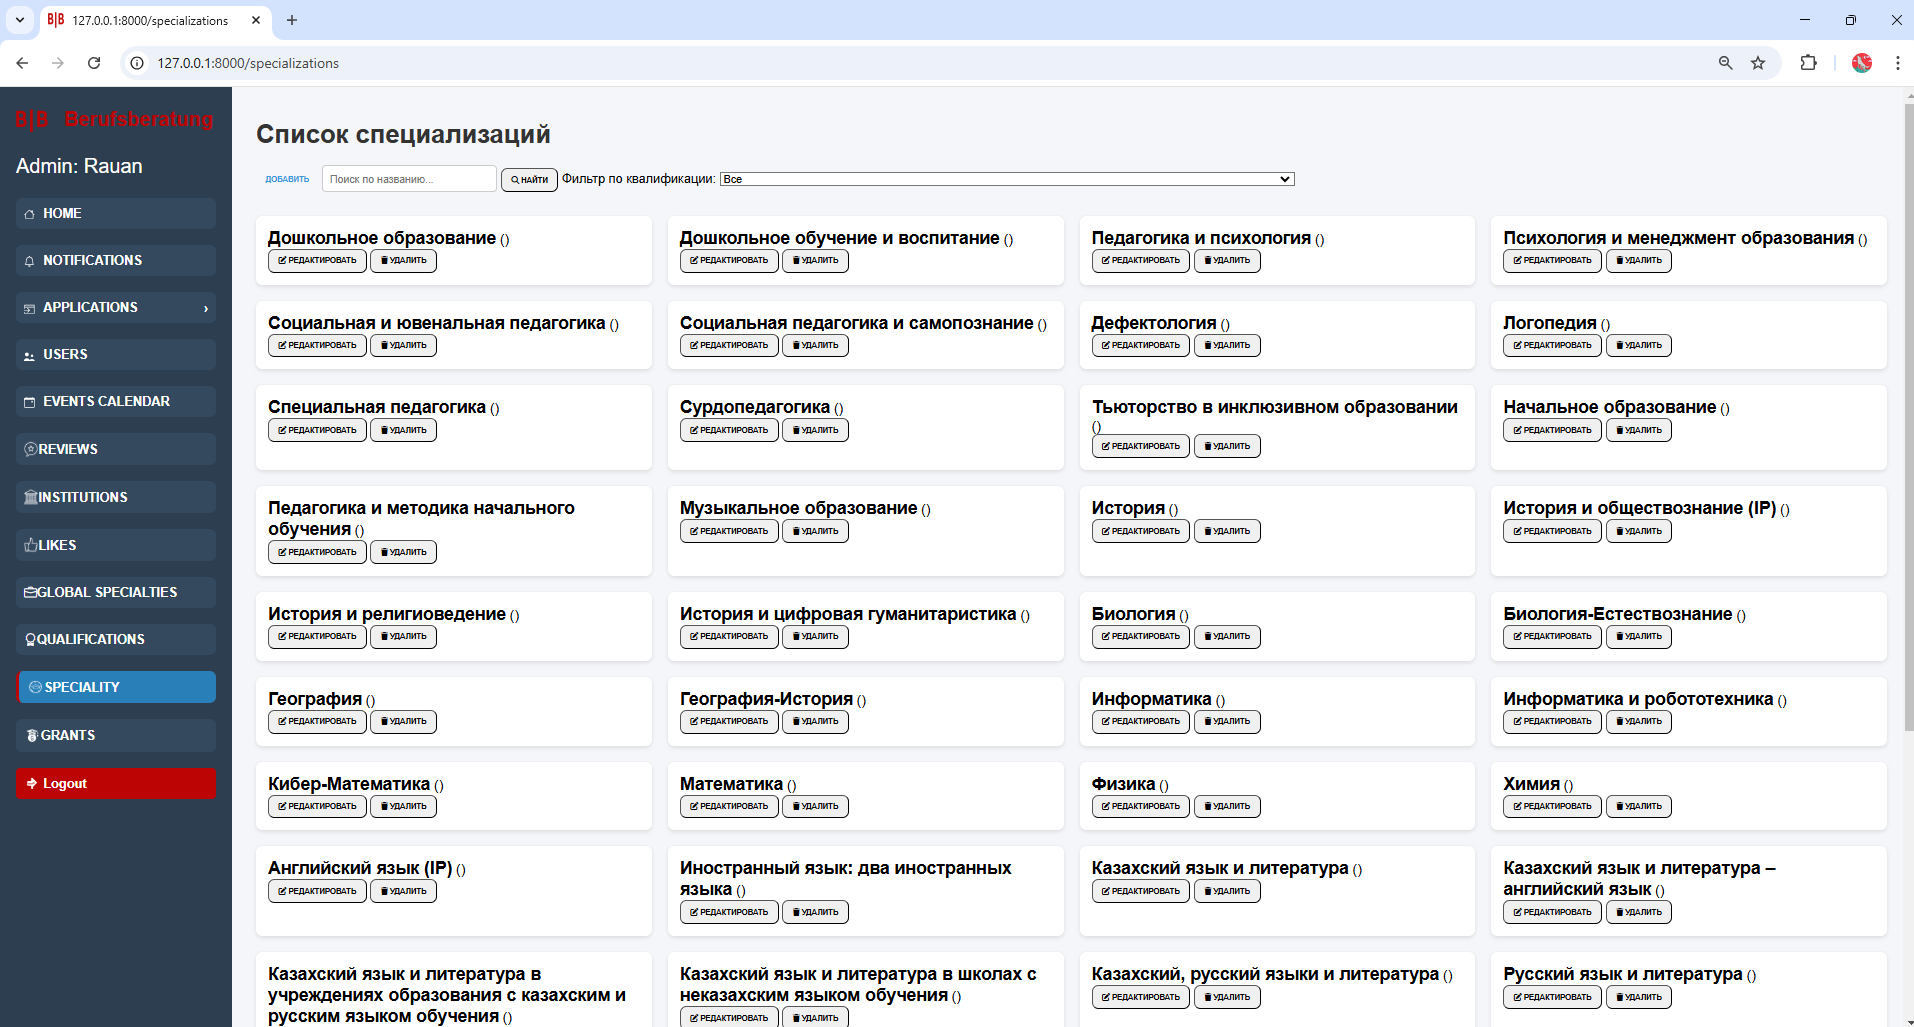 127.0.0.1:8000/specializations
127.0.0.1:8000/specializations
B|B Berufsberatung
Admin: Rauan
HOME
NOTIFICATIONS
APPLICATIONS ›
USERS
EVENTS CALENDAR
REVIEWS
INSTITUTIONS
LIKES
GLOBAL SPECIALTIES
QUALIFICATIONS
SPECIALITY
GRANTS
Logout
Список специализаций
ДОБАВИТЬ Поиск по названию... НАЙТИ Фильтр по квалификации: Все
Дошкольное образование ()
РЕДАКТИРОВАТЬ УДАЛИТЬ
Дошкольное обучение и воспитание ()
РЕДАКТИРОВАТЬ УДАЛИТЬ
Педагогика и психология ()
РЕДАКТИРОВАТЬ УДАЛИТЬ
Психология и менеджмент образования ()
РЕДАКТИРОВАТЬ УДАЛИТЬ
Социальная и ювенальная педагогика ()
РЕДАКТИРОВАТЬ УДАЛИТЬ
Социальная педагогика и самопознание ()
РЕДАКТИРОВАТЬ УДАЛИТЬ
Дефектология ()
РЕДАКТИРОВАТЬ УДАЛИТЬ
Логопедия ()
РЕДАКТИРОВАТЬ УДАЛИТЬ
Специальная педагогика ()
РЕДАКТИРОВАТЬ УДАЛИТЬ
Сурдопедагогика ()
РЕДАКТИРОВАТЬ УДАЛИТЬ
Тьюторство в инклюзивном образовании
()
РЕДАКТИРОВАТЬ УДАЛИТЬ
Начальное образование ()
РЕДАКТИРОВАТЬ УДАЛИТЬ
Педагогика и методика начального
обучения ()
РЕДАКТИРОВАТЬ УДАЛИТЬ
Музыкальное образование ()
РЕДАКТИРОВАТЬ УДАЛИТЬ
История ()
РЕДАКТИРОВАТЬ УДАЛИТЬ
История и обществознание (IP) ()
РЕДАКТИРОВАТЬ УДАЛИТЬ
История и религиоведение ()
РЕДАКТИРОВАТЬ УДАЛИТЬ
История и цифровая гуманитаристика ()
РЕДАКТИРОВАТЬ УДАЛИТЬ
Биология ()
РЕДАКТИРОВАТЬ УДАЛИТЬ
Биология-Естествознание ()
РЕДАКТИРОВАТЬ УДАЛИТЬ
География ()
РЕДАКТИРОВАТЬ УДАЛИТЬ
География-История ()
РЕДАКТИРОВАТЬ УДАЛИТЬ
Информатика ()
РЕДАКТИРОВАТЬ УДАЛИТЬ
Информатика и робототехника ()
РЕДАКТИРОВАТЬ УДАЛИТЬ
Кибер-Математика ()
РЕДАКТИРОВАТЬ УДАЛИТЬ
Математика ()
РЕДАКТИРОВАТЬ УДАЛИТЬ
Физика ()
РЕДАКТИРОВАТЬ УДАЛИТЬ
Химия ()
РЕДАКТИРОВАТЬ УДАЛИТЬ
Английский язык (IP) ()
РЕДАКТИРОВАТЬ УДАЛИТЬ
Иностранный язык: два иностранных
языка ()
РЕДАКТИРОВАТЬ УДАЛИТЬ
Казахский язык и литература ()
РЕДАКТИРОВАТЬ УДАЛИТЬ
Казахский язык и литература –
английский язык ()
РЕДАКТИРОВАТЬ УДАЛИТЬ
Казахский язык и литература в
учреждениях образования с казахским и
русским языком обучения ()
Казахский язык и литература в школах с
неказахским языком обучения ()
РЕДАКТИРОВАТЬ УДАЛИТЬ
Казахский, русский языки и литература ()
РЕДАКТИРОВАТЬ УДАЛИТЬ
Русский язык и литература ()
РЕДАКТИРОВАТЬ УДАЛИТЬ